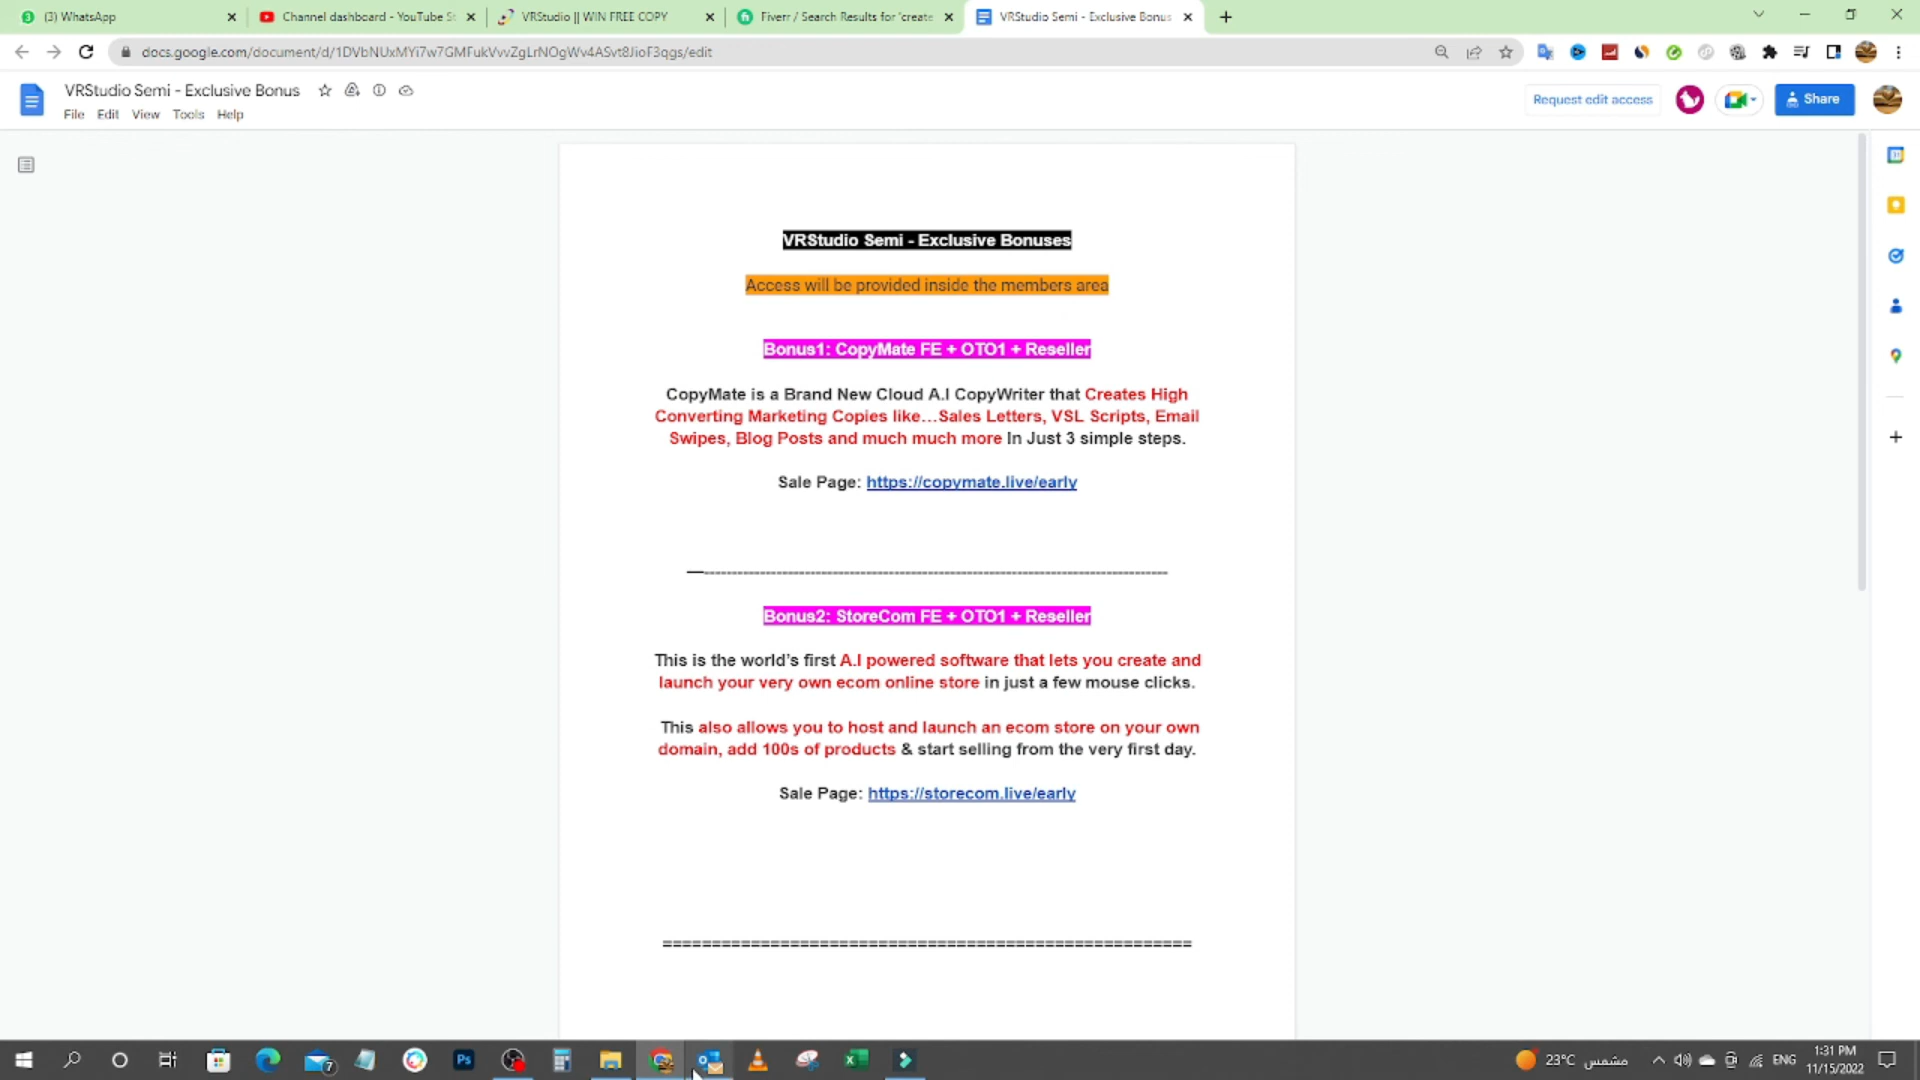 (3) WhatsApp
Channel dashboard - YouTube St
VRStudio || WIN FREE COPY
Fiverr / Search Results for 'create
VRStudio Semi - Exclusive Bonus
docs.google.com/document/d/1DVbNUxMYi7w7GMFukVvvZgLrNOgWv4ASvt8JioF3qgs/edit
VRStudio Semi - Exclusive Bonus
File Edit View Tools Help
Request edit access
Share
VRStudio Semi - Exclusive Bonuses
Access will be provided inside the members area
Bonus1: CopyMate FE + OTO1 + Reseller
CopyMate is a Brand New Cloud A.I CopyWriter that Creates High
Converting Marketing Copies like…Sales Letters, VSL Scripts, Email
Swipes, Blog Posts and much much more In Just 3 simple steps.
Sale Page: https://copymate.live/early
Bonus2: StoreCom FE + OTO1 + Reseller
This is the world's first A.I powered software that lets you create and
launch your very own ecom online store in just a few mouse clicks.
This also allows you to host and launch an ecom store on your own
domain, add 100s of products & start selling from the very first day.
Sale Page: https://storecom.live/early
======================================================
23°C مشمس
ENG
1:31 PM
11/15/2022